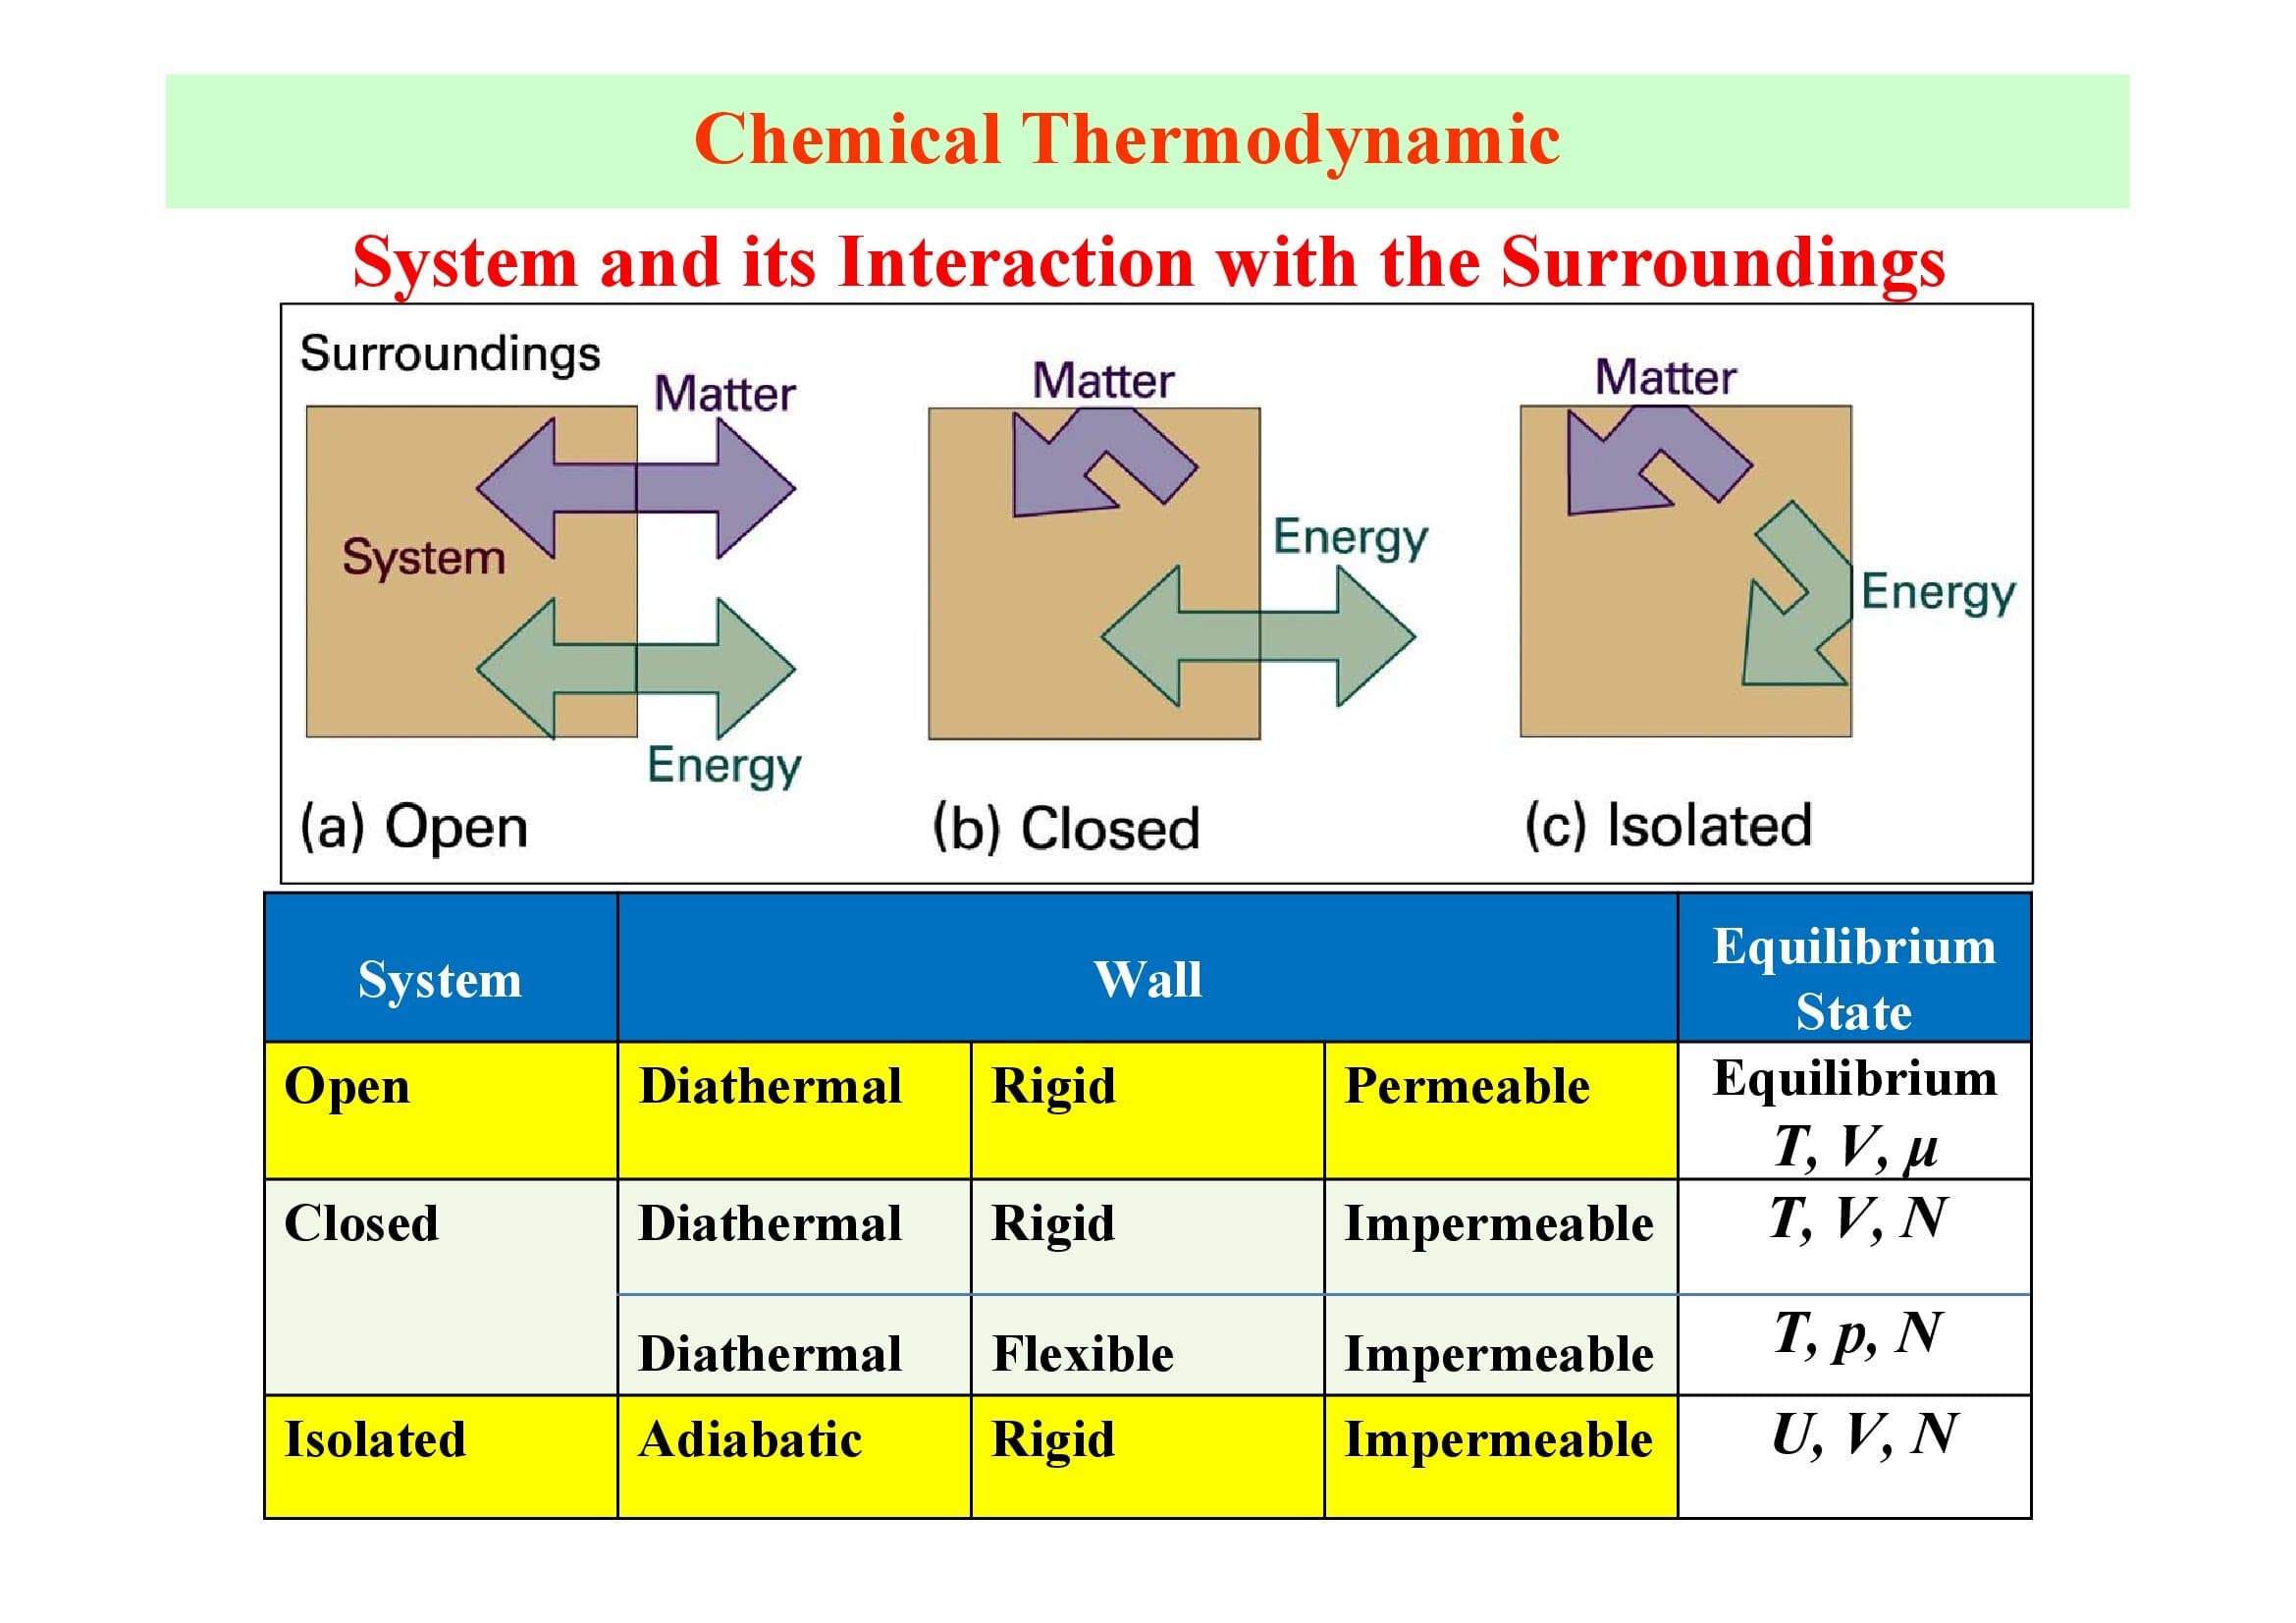 Chemical Thermodynamic
System and its Interaction with the Surroundings
Surroundings
Matter
System
Energy
(a) Open
Matter
Energy
(b) Closed
Matter
Energy
(c) Isolated
System Wall Equilibrium State
Open Diathermal Rigid Permeable Equilibrium
T, V, μ
Closed Diathermal Rigid Impermeable T, V, N
Diathermal Flexible Impermeable T, p, N
Isolated Adiabatic Rigid Impermeable U, V, N